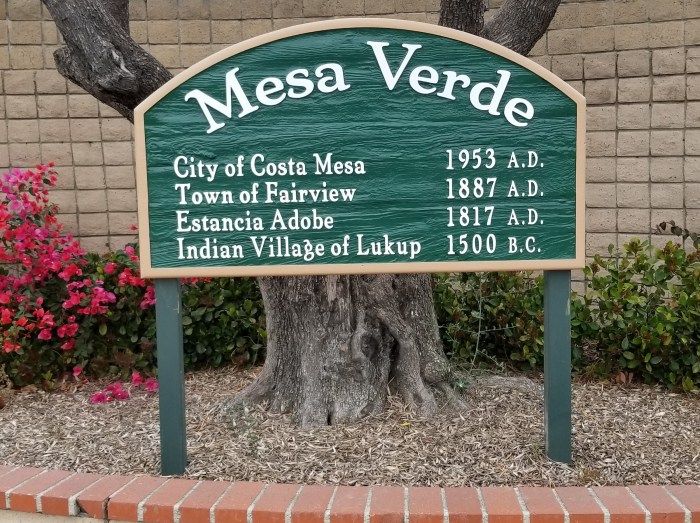 Mesa Verde
City of Costa Mesa 1953 A.D.
Town of Fairview 1887 A.D.
Estancia Adobe 1817 A.D.
Indian Village of Lukup 1500 B.C.